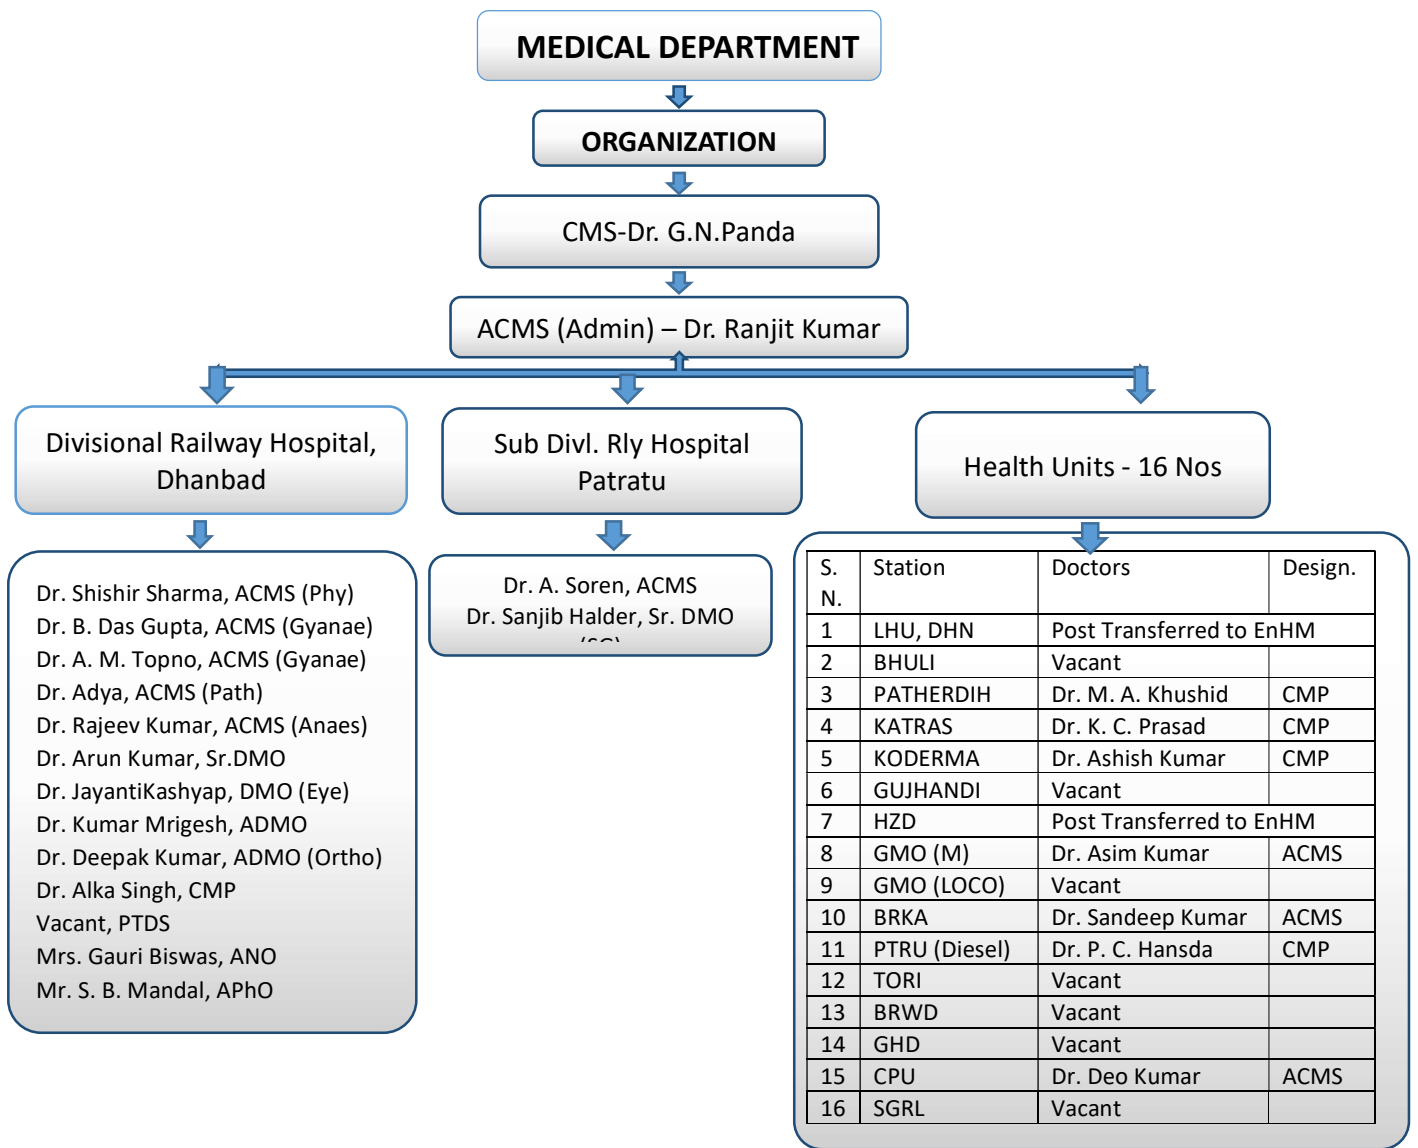 MEDICAL DEPARTMENT
ORGANIZATION
CMS-Dr. G.N.Panda
ACMS (Admin) – Dr. Ranjit Kumar
Divisional Railway Hospital,
Dhanbad
Sub Divl. Rly Hospital
Patratu
Health Units - 16 Nos
Dr. Shishir Sharma, ACMS (Phy)
Dr. B. Das Gupta, ACMS (Gyanae)
Dr. A. M. Topno, ACMS (Gyanae)
Dr. Adya, ACMS (Path)
Dr. Rajeev Kumar, ACMS (Anaes)
Dr. Arun Kumar, Sr.DMO
Dr. JayantiKashyap, DMO (Eye)
Dr. Kumar Mrigesh, ADMO
Dr. Deepak Kumar, ADMO (Ortho)
Dr. Alka Singh, CMP
Vacant, PTDS
Mrs. Gauri Biswas, ANO
Mr. S. B. Mandal, APhO
Dr. A. Soren, ACMS
Dr. Sanjib Halder, Sr. DMO
S. N. Station Doctors Design.
1 LHU, DHN Post Transferred to EnHM
2 BHULI Vacant
3 PATHERDIH Dr. M. A. Khushid CMP
4 KATRAS Dr. K. C. Prasad CMP
5 KODERMA Dr. Ashish Kumar CMP
6 GUJHANDI Vacant
7 HZD Post Transferred to EnHM
8 GMO (M) Dr. Asim Kumar ACMS
9 GMO (LOCO) Vacant
10 BRKA Dr. Sandeep Kumar ACMS
11 PTRU (Diesel) Dr. P. C. Hansda CMP
12 TORI Vacant
13 BRWD Vacant
14 GHD Vacant
15 CPU Dr. Deo Kumar ACMS
16 SGRL Vacant